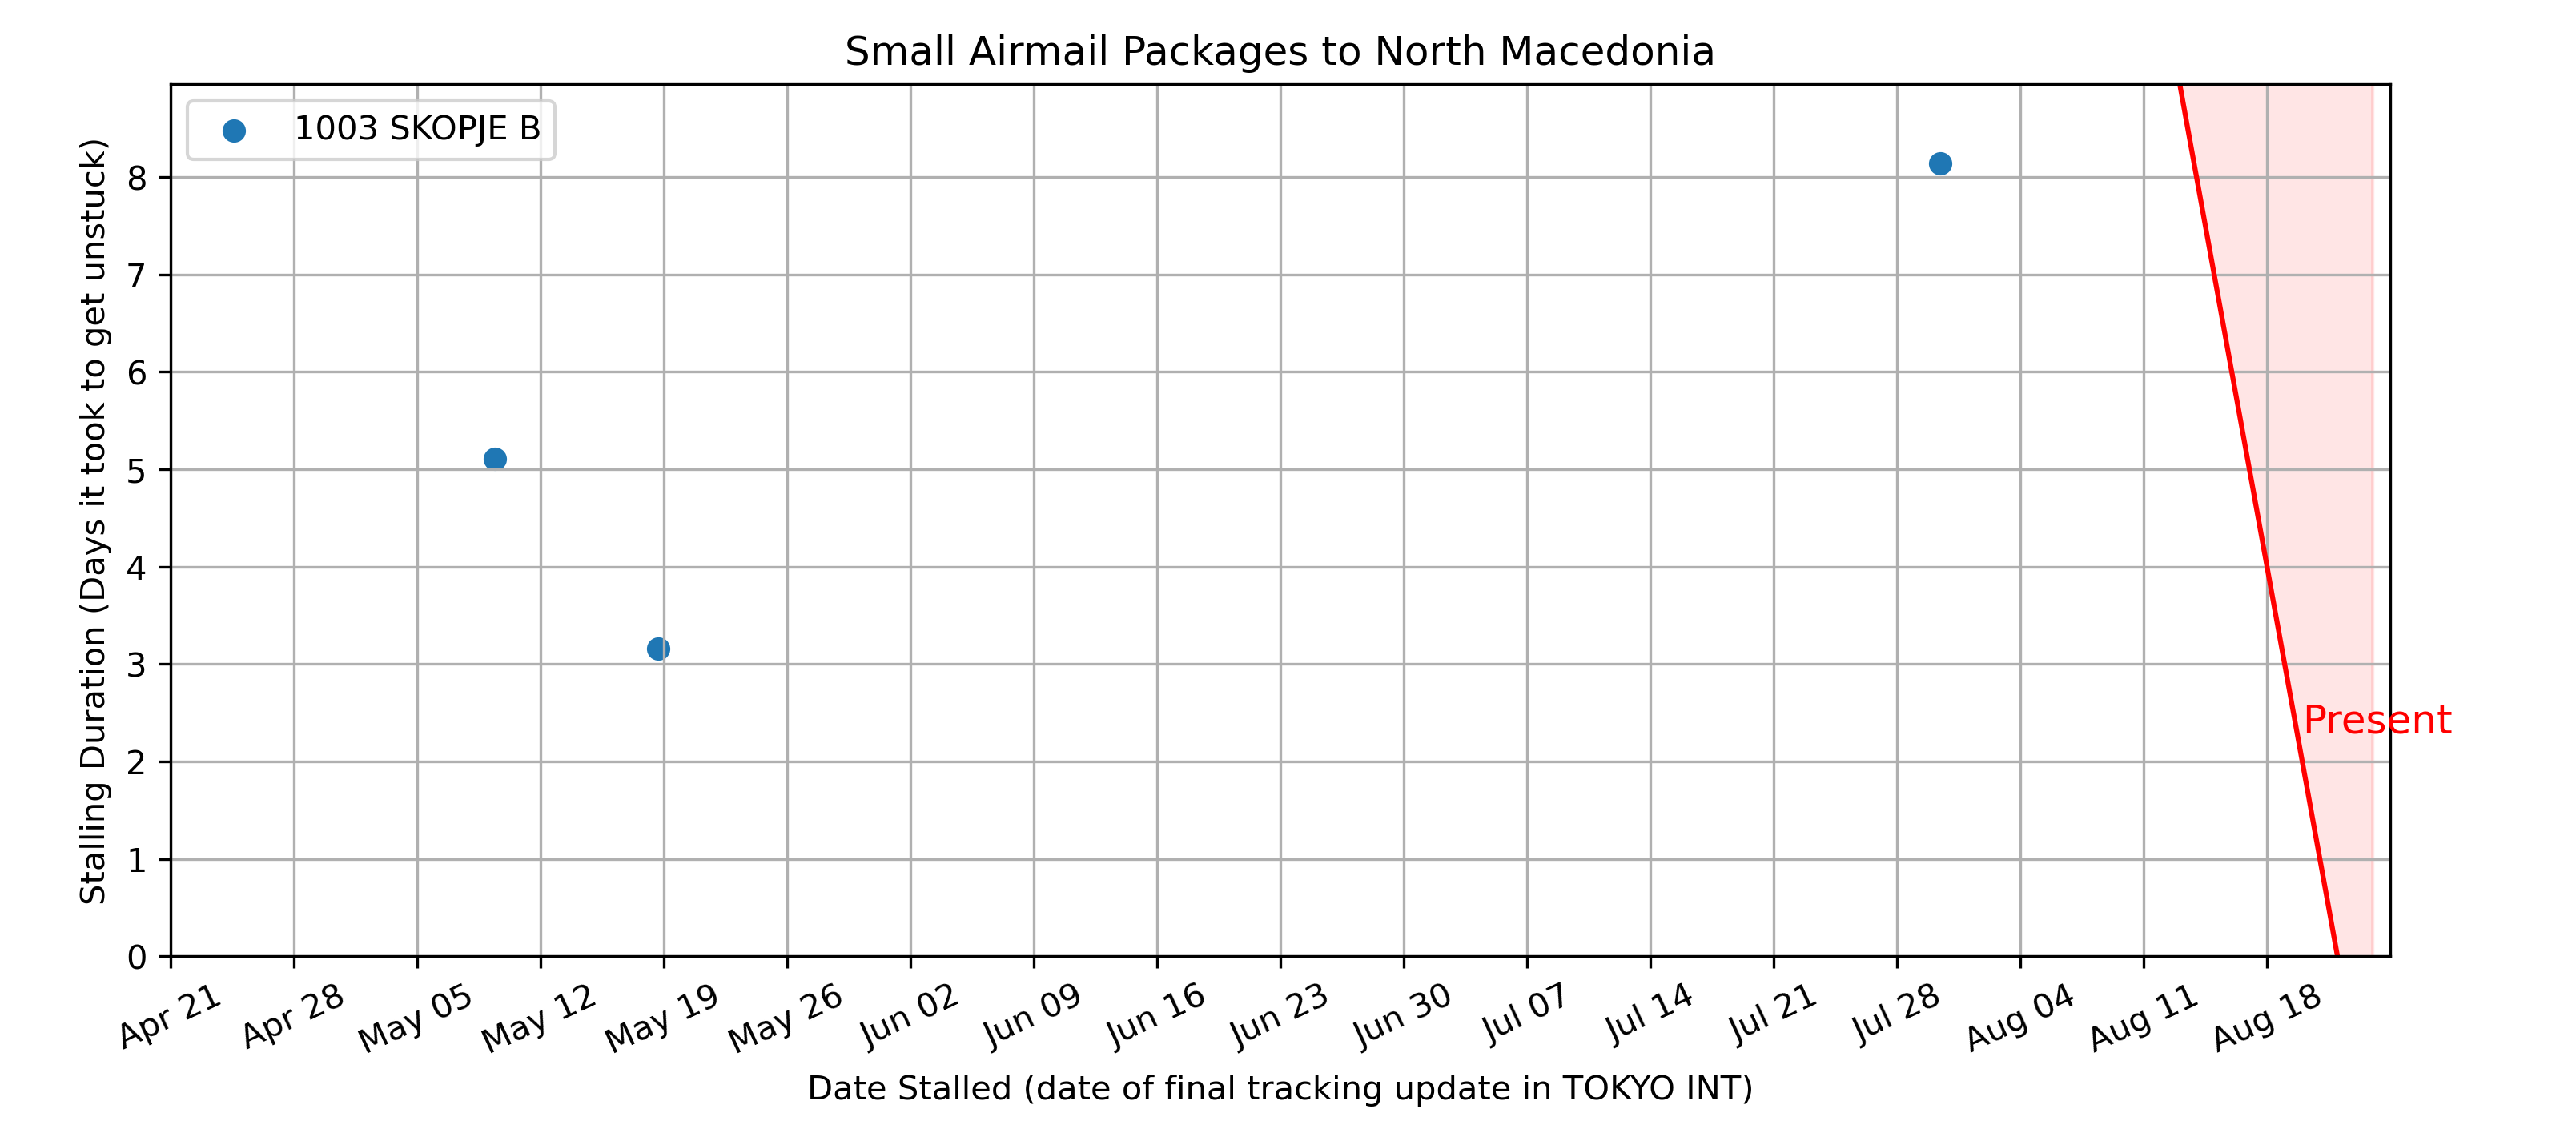 Small Airmail Packages to North Macedonia
1003 SKOPJE B
Stalling Duration (Days it took to get unstuck)
8
7
6
5
4
3
2
1
0
Present
Apr 21
Apr 28
May 05
May 12
May 19
May 26
Jun 02
Jun 09
Jun 16
Jun 23
Jun 30
Jul 07
Jul 14
Jul 21
Jul 28
Aug 04
Aug 11
Aug 18
Date Stalled (date of final tracking update in TOKYO INT)